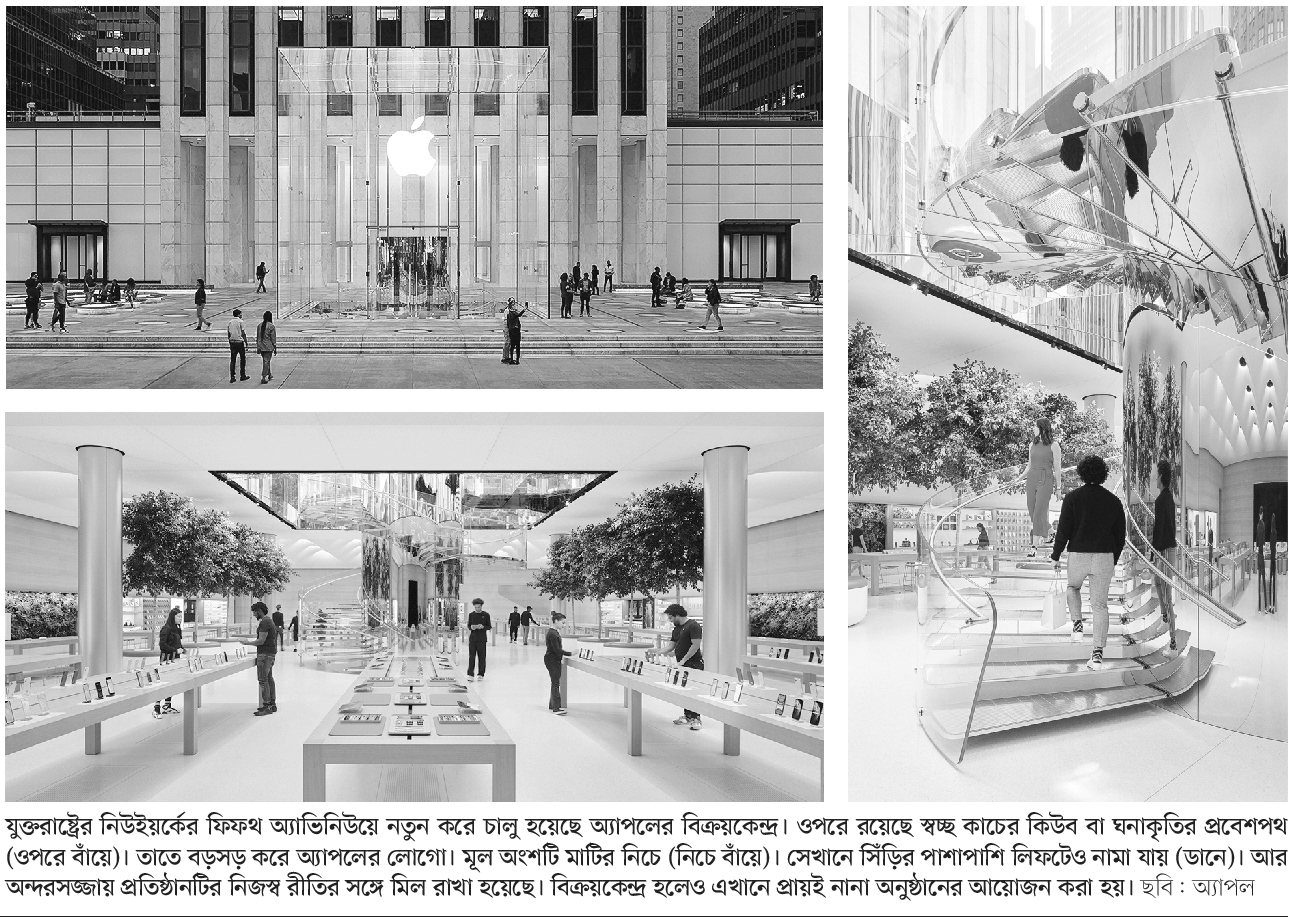 যুক্তরাষ্ট্রের নিউইয়র্কের ফিফথ অ্যাভিনিউয়ে নতুন করে চালু হয়েছে অ্যাপলের বিক্রয়কেন্দ্র। ওপরে রয়েছে স্বচ্ছ কাচের কিউব বা ঘনাকৃতির প্রবেশপথ
(ওপরে বাঁয়ে)। তাতে বড়সড় করে অ্যাপলের লোগো। মূল অংশটি মাটির নিচে (নিচে বাঁয়ে)। সেখানে সিঁড়ির পাশাপাশি লিফটেও নামা যায় (ডানে)। আর
অন্দরসজ্জায় প্রতিষ্ঠানটির নিজস্ব রীতির সঙ্গে মিল রাখা হয়েছে। বিক্রয়কেন্দ্র হলেও এখানে প্রায়ই নানা অনুষ্ঠানের আয়োজন করা হয়। ছবি : অ্যাপল